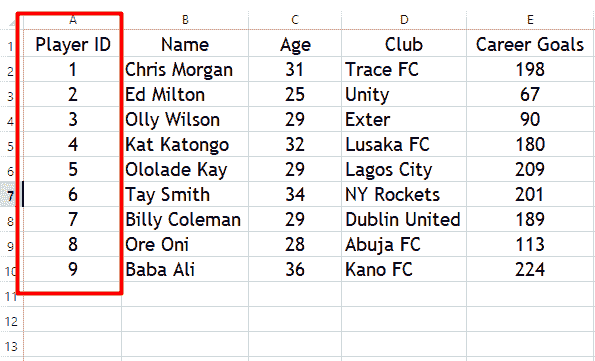 A B C D E
1 Player ID Name Age Club Career Goals
2 1 Chris Morgan 31 Trace FC 198
3 2 Ed Milton 25 Unity 67
4 3 Olly Wilson 29 Exter 90
5 4 Kat Katongo 32 Lusaka FC 180
6 5 Ololade Kay 29 Lagos City 209
7 6 Tay Smith 34 NY Rockets 201
8 7 Billy Coleman 29 Dublin United 189
9 8 Ore Oni 28 Abuja FC 113
10 9 Baba Ali 36 Kano FC 224
11
12
13